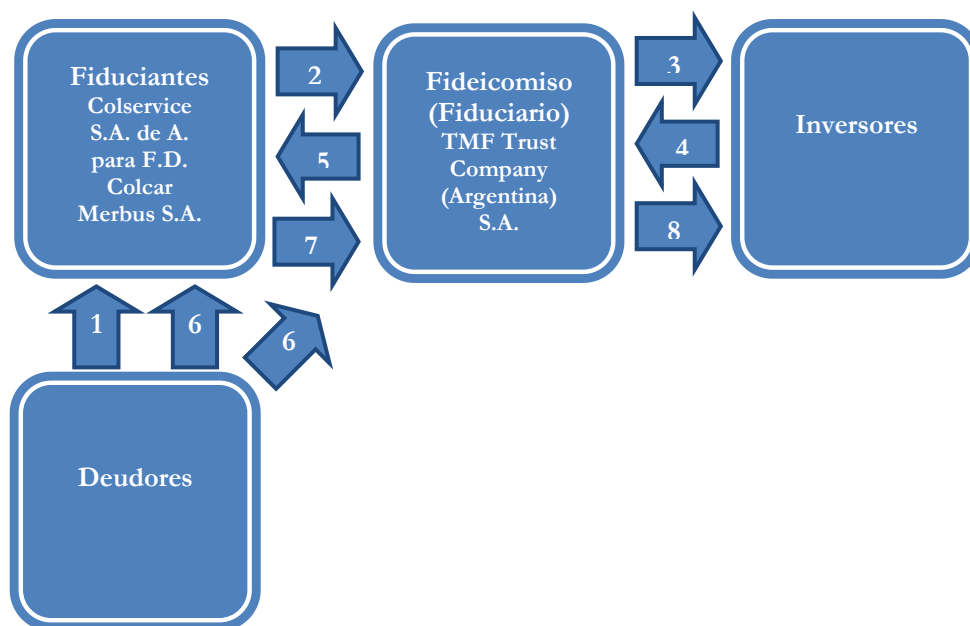 Fiduciantes
Colservice
S.A. de A.
para F.D.
Colcar
Merbus S.A.
2
5
7
Fideicomiso
(Fiduciario)
TMF Trust
Company
(Argentina)
S.A.
3
4
8
Inversores
1
6
6
Deudores